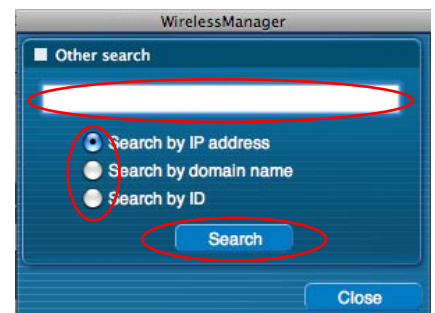 WirelessManager
Other search
Search by IP address
Search by domain name
Search by ID
Search
Close